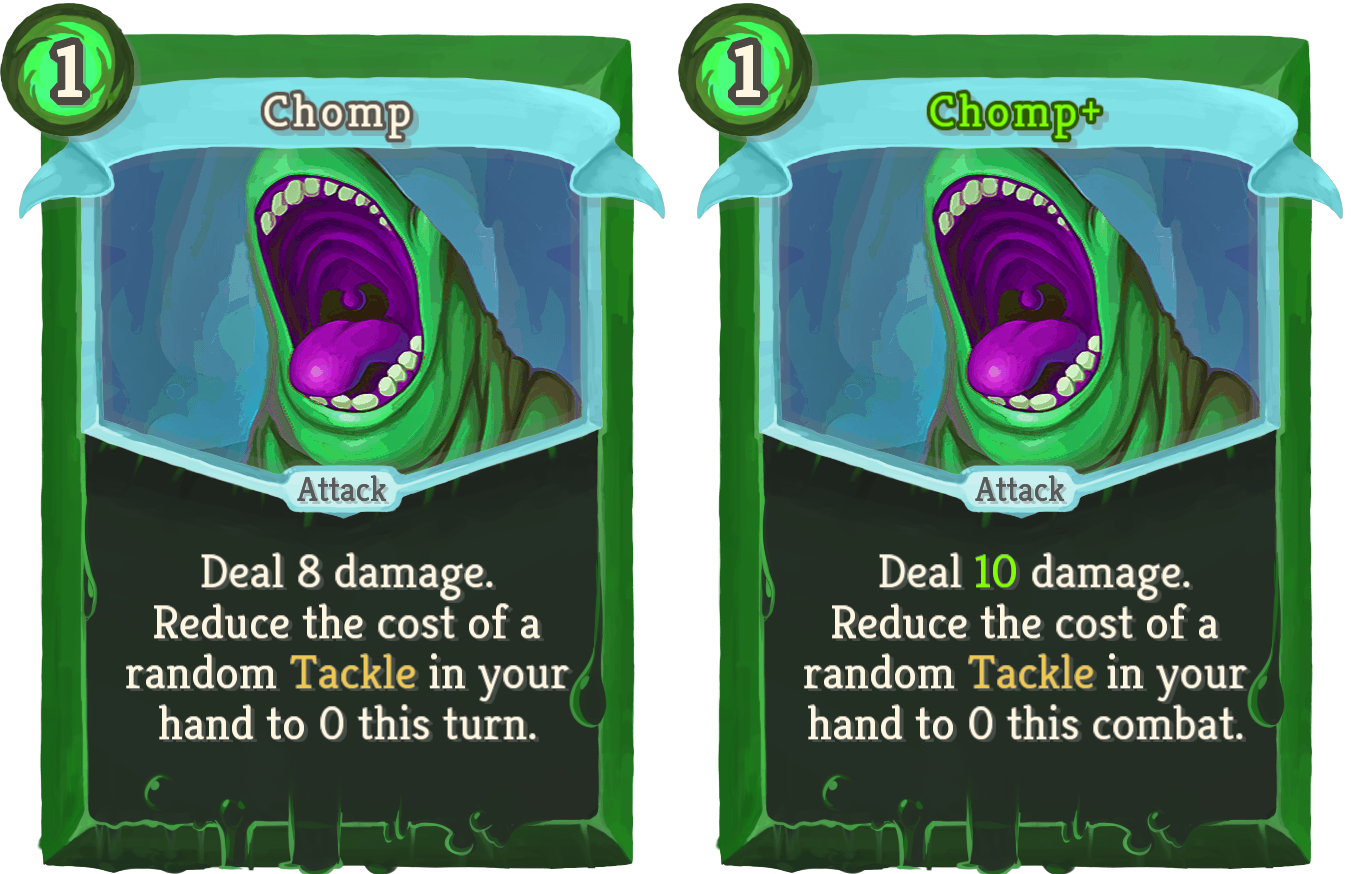 1
Chomp
Attack
Deal 8 damage.
Reduce the cost of a
random Tackle in your
hand to 0 this turn.
1
Chomp+
Attack
Deal 10 damage.
Reduce the cost of a
random Tackle in your
hand to 0 this combat.